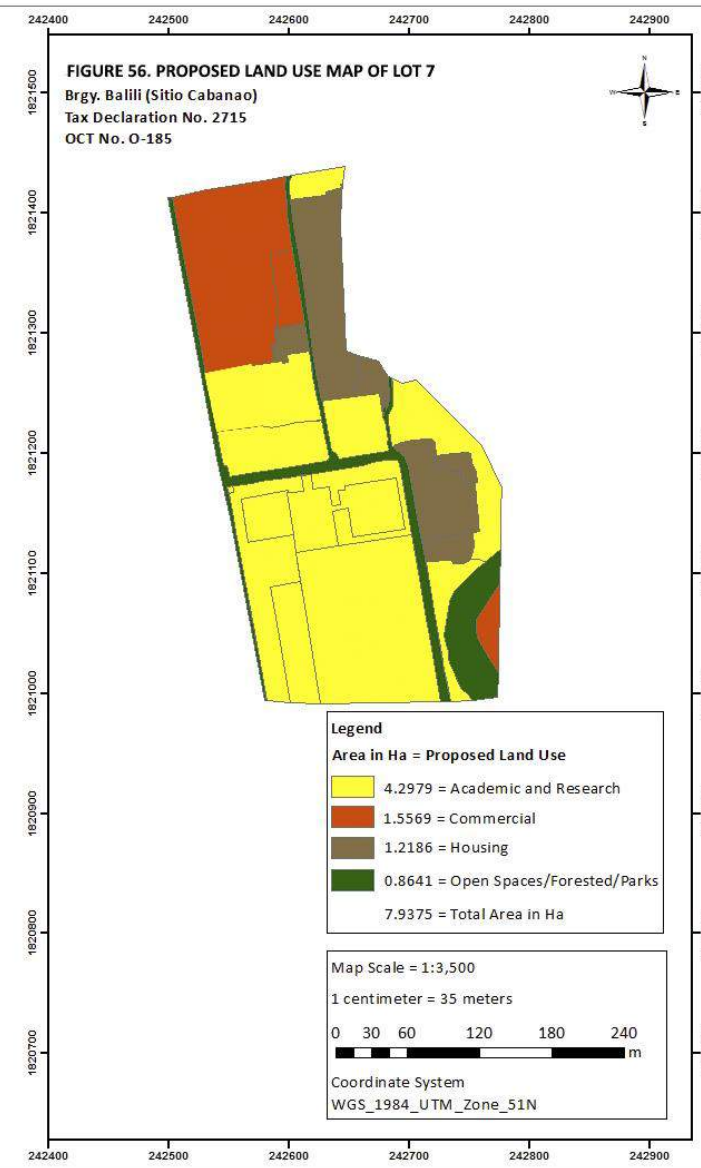 242400 242500 242600 242700 242800 242900
FIGURE 56. PROPOSED LAND USE MAP OF LOT 7
Brgy. Balili (Sitio Cabanao)
Tax Declaration No. 2715
OCT No. O-185
N
W E
S
1821500
1821400
1821300
1821200
1821100
1821000
1820900
1820800
1820700
Legend
Area in Ha = Proposed Land Use
4.2979 = Academic and Research
1.5569 = Commercial
1.2186 = Housing
0.8641 = Open Spaces/Forested/Parks
7.9375 = Total Area in Ha
Map Scale = 1:3,500
1 centimeter = 35 meters
0 30 60 120 180 240
m
Coordinate System
WGS_1984_UTM_Zone_51N
242400 242500 242600 242700 242800 242900